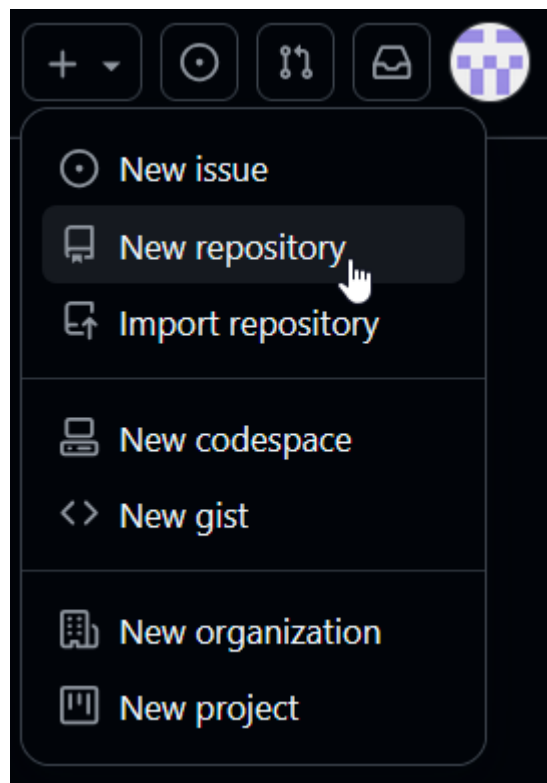 New issue
New repository
Import repository
New codespace
New gist
New organization
New project